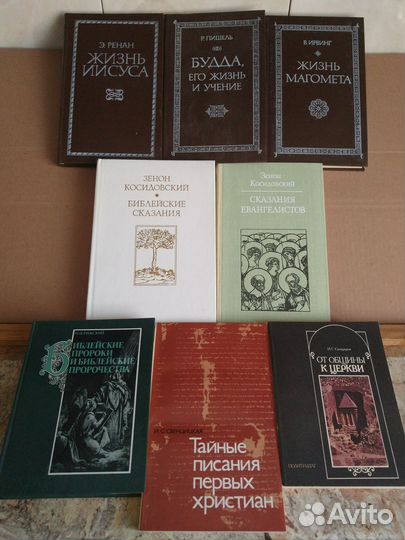 Э. РЕНАН
ЖИЗНЬ
ИИСУСА
Р. ПИШЕЛЬ
БУДДА,
ЕГО ЖИЗНЬ
И УЧЕНИЕ
В. ИРВИНГ
ЖИЗНЬ
МАГОМЕТА
ЗЕНОН
КОСИДОВСКИЙ
БИБЛЕЙСКИЕ
СКАЗАНИЯ
Зенон
Косидовский
СКАЗАНИЯ
ЕВАНГЕЛИСТОВ
БИБЛЕЙСКИЕ
ПРОРОКИ
И БИБЛЕЙСКИЕ
ПРОРОЧЕСТВА
И. С. СВЕНЦИЦКАЯ
Тайные
писания
первых
христиан
И.С. Свенцицкая
ОТ ОБЩИНЫ
К ЦЕРКВИ
ПОЛИТИЗДАТ
Avito